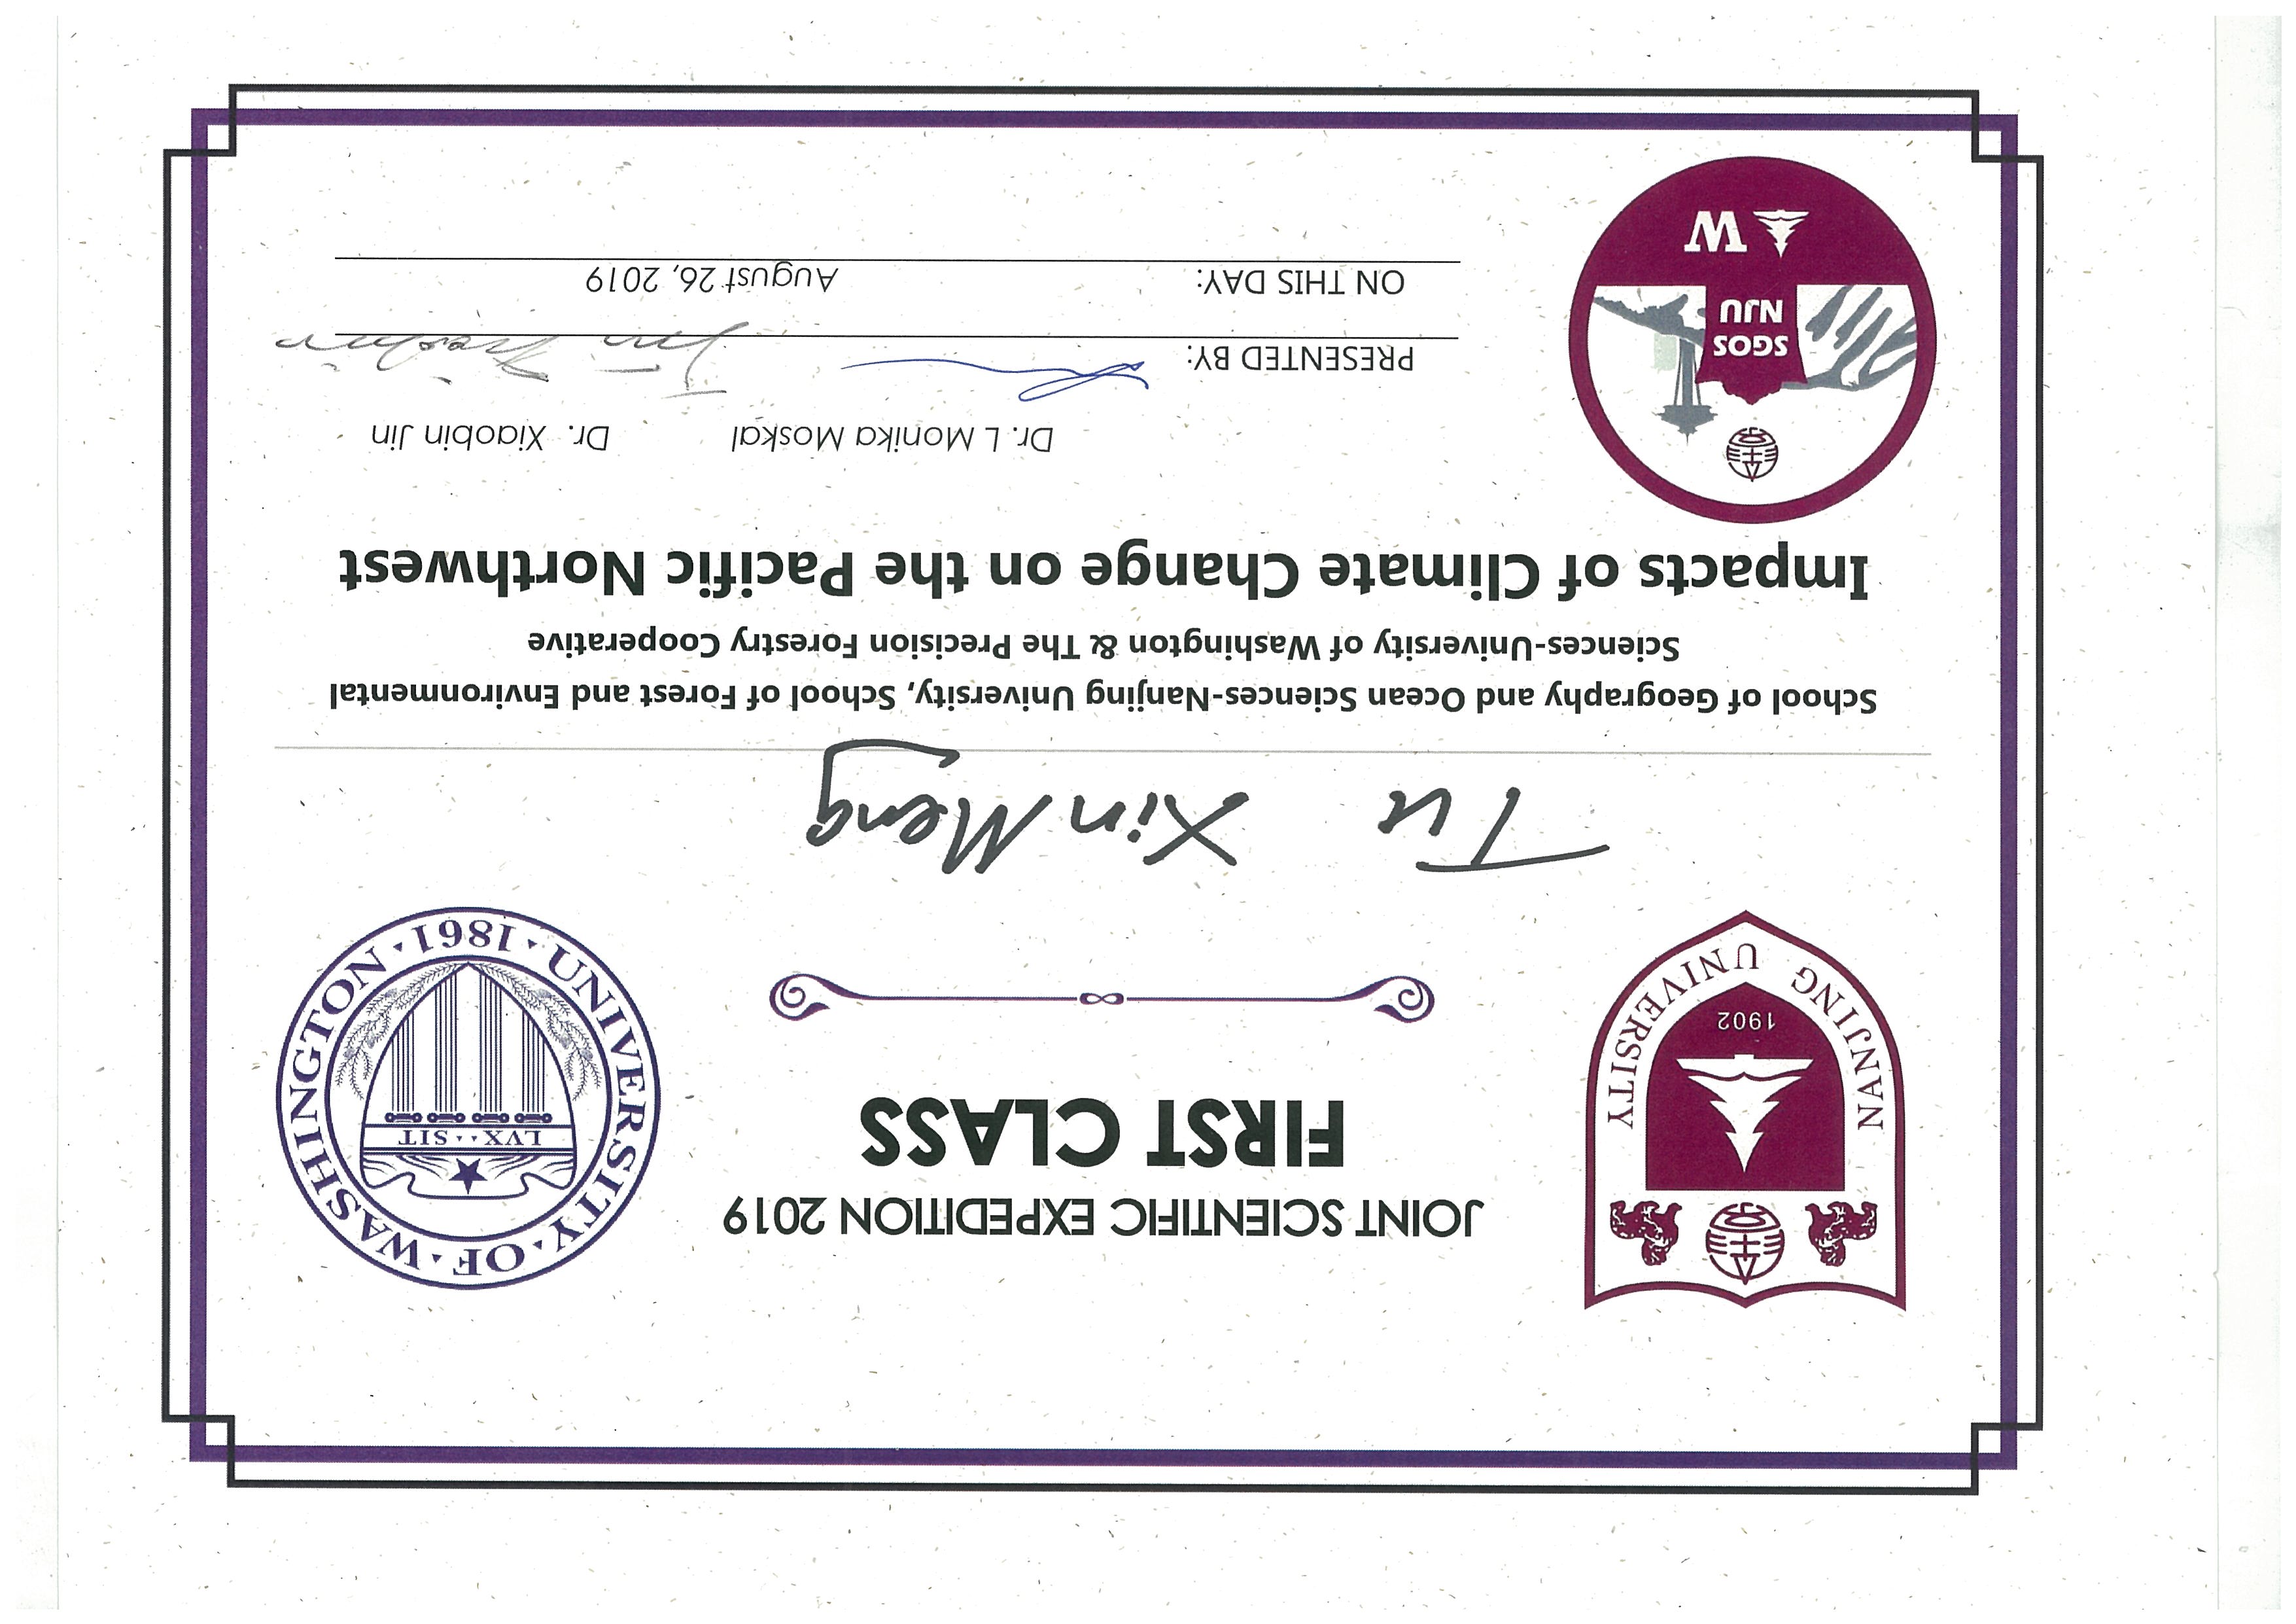 JOINT SCIENTIFIC EXPEDITION 2019
FIRST CLASS
NANJING UNIVERSITY
1902
UNIVERSITY OF WASHINGTON
LVX SIT
1861
Tu XinMeng
School of Geography and Ocean Sciences-Nanjing University, School of Forest and Environmental
Sciences-University of Washington & The Precision Forestry Cooperative
Impacts of Climate Change on the Pacific Northwest
SGOS
NJU
W
Dr. L Monika Moskal Dr. Xiaobin Jin
PRESENTED BY: Jin Xiaobin
ON THIS DAY: August 26, 2019